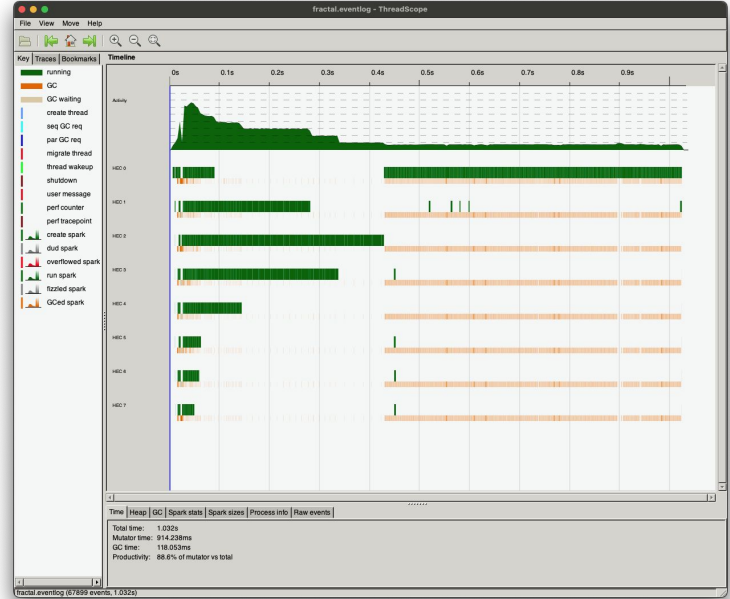 fractal.eventlog - ThreadScope
File View Move Help
Key Traces Bookmarks
running
GC
GC waiting
create thread
seq GC req
par GC req
migrate thread
thread wakeup
shutdown
user message
perf counter
perf tracepoint
create spark
dud spark
overflowed spark
run spark
fizzled spark
GCed spark
Timeline
0s 0.1s 0.2s 0.3s 0.4s 0.5s 0.6s 0.7s 0.8s 0.9s
Activity
HEC 0
HEC 1
HEC 2
HEC 3
HEC 4
HEC 5
HEC 6
HEC 7
Time Heap GC Spark stats Spark sizes Process info Raw events
Total time: 1.032s
Mutator time: 914.238ms
GC time: 118.053ms
Productivity: 88.6% of mutator vs total
fractal.eventlog (67899 events, 1.032s)